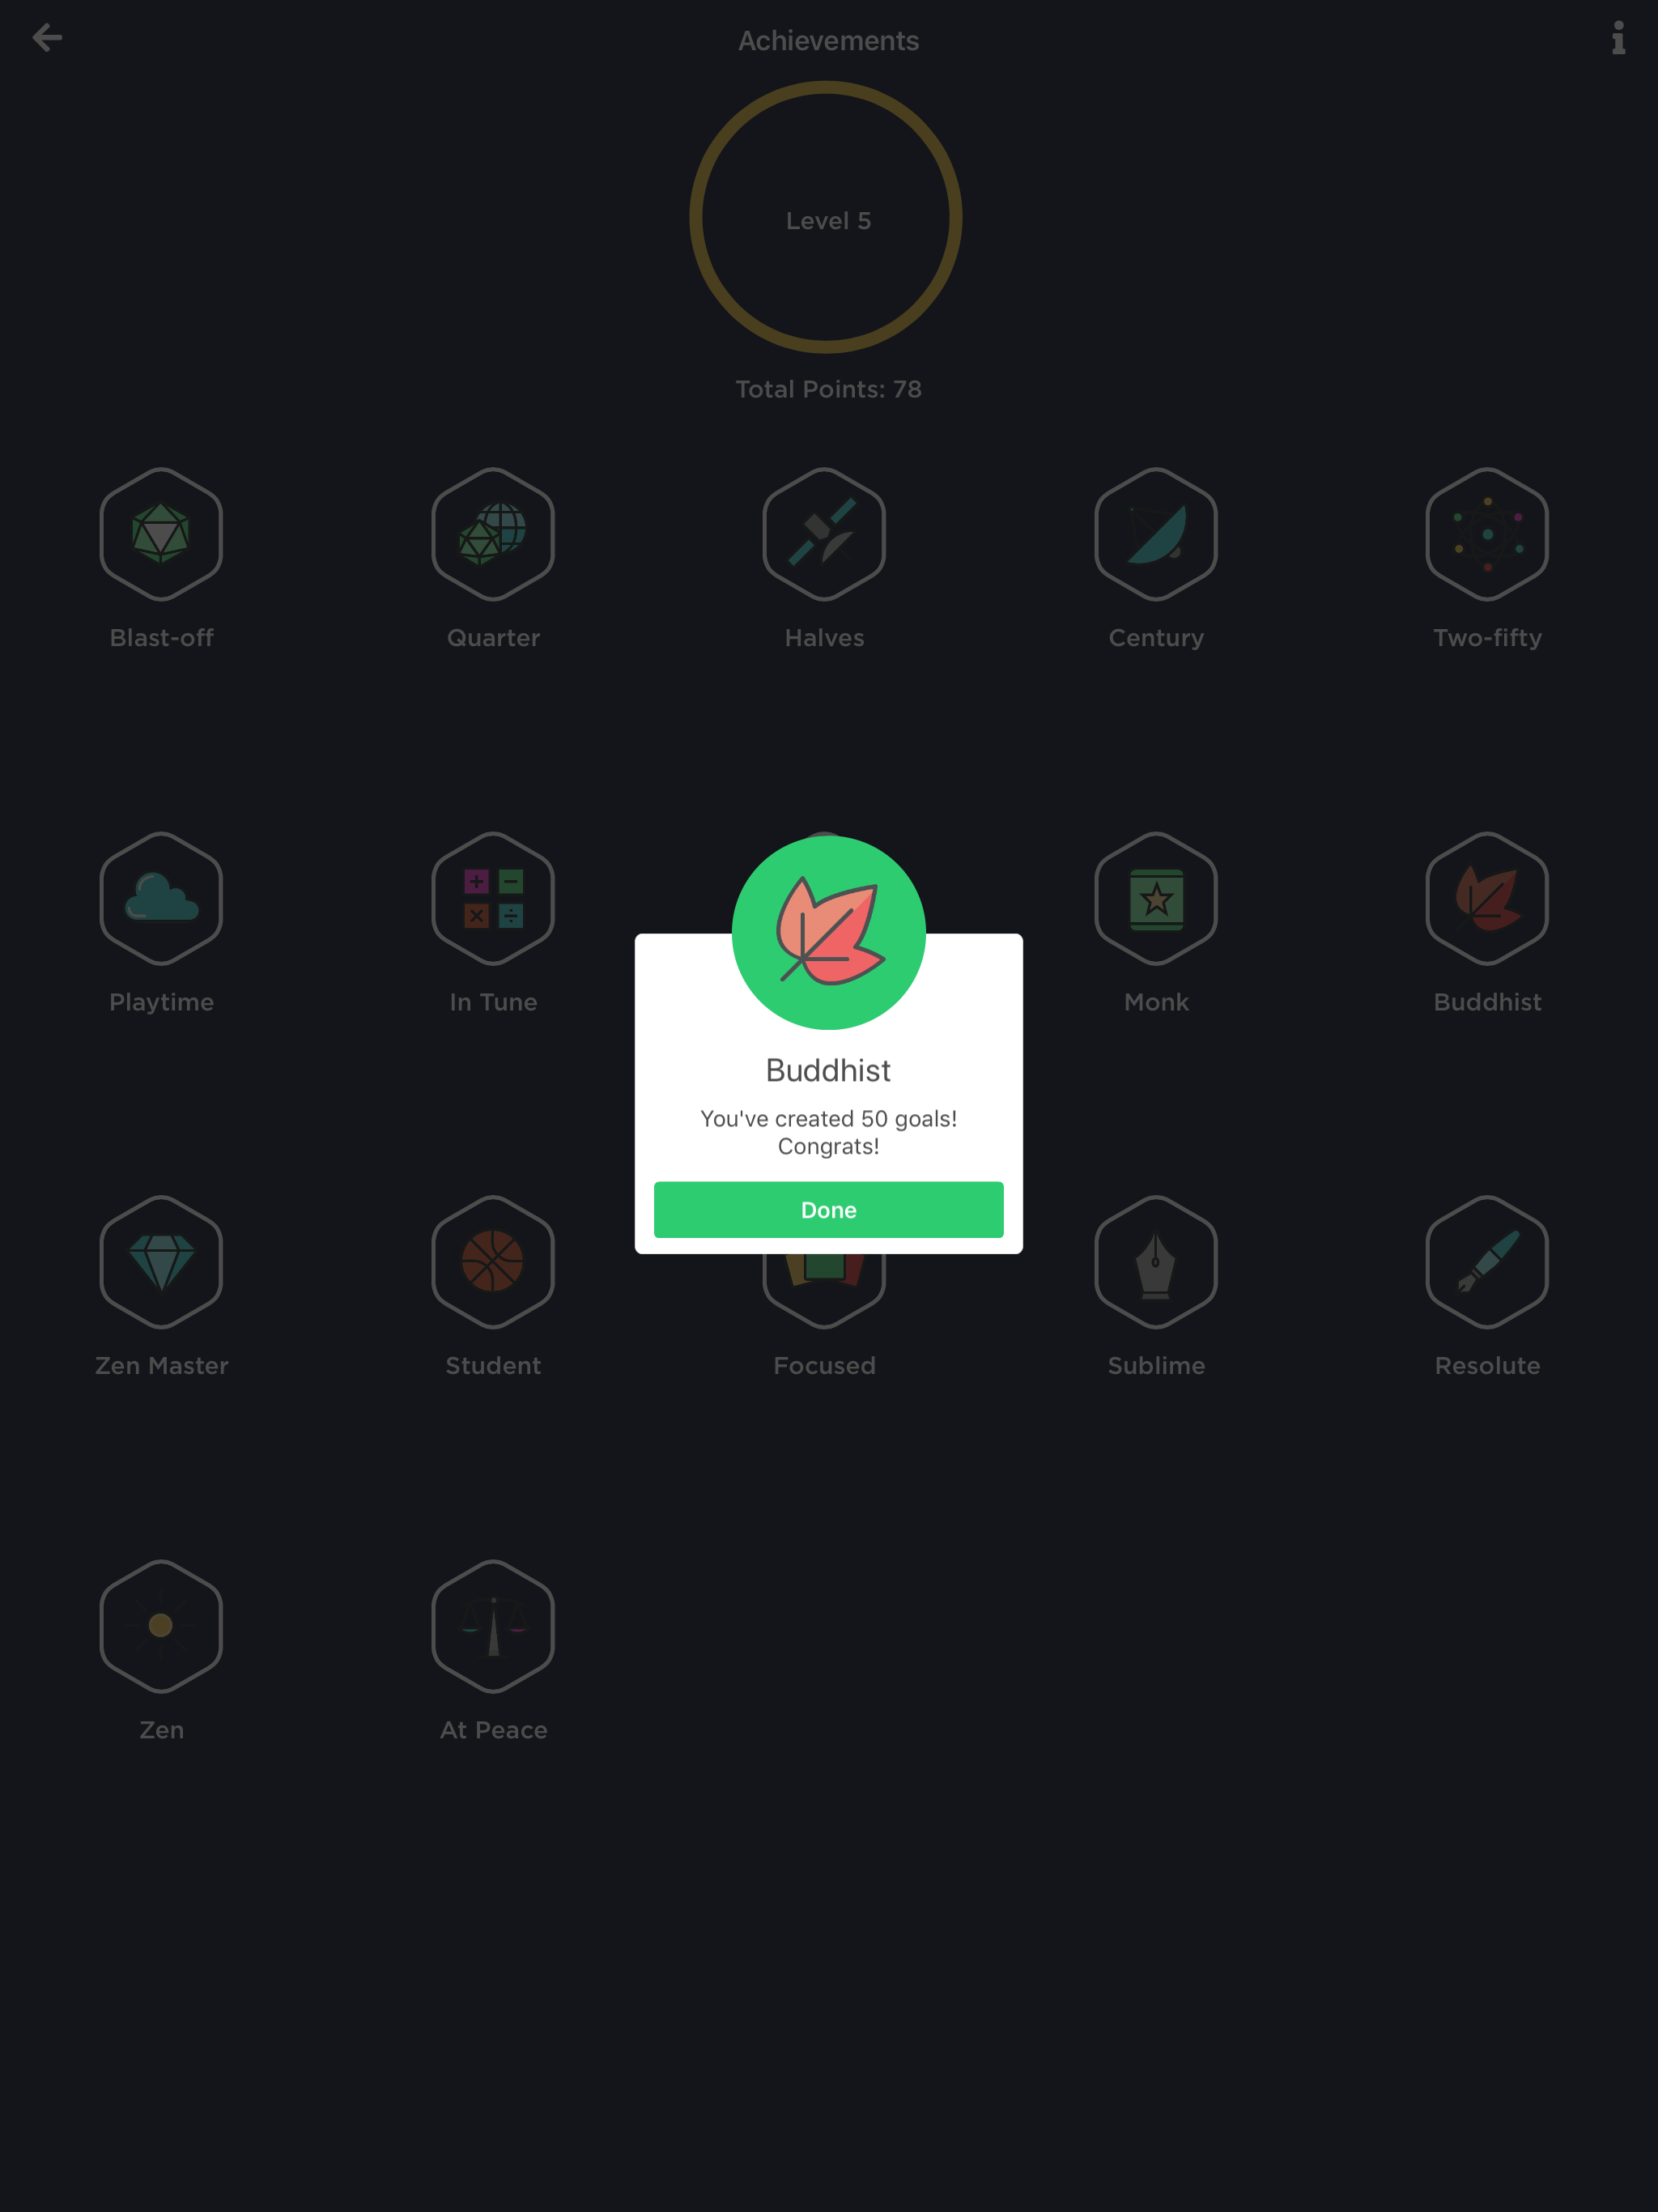 Achievements
Level 5
Total Points: 78
Blast-off
Quarter
Halves
Century
Two-fifty
Playtime
In Tune
Monk
Buddhist
Buddhist
You've created 50 goals!
Congrats!
Done
Zen Master
Student
Focused
Sublime
Resolute
Zen
At Peace